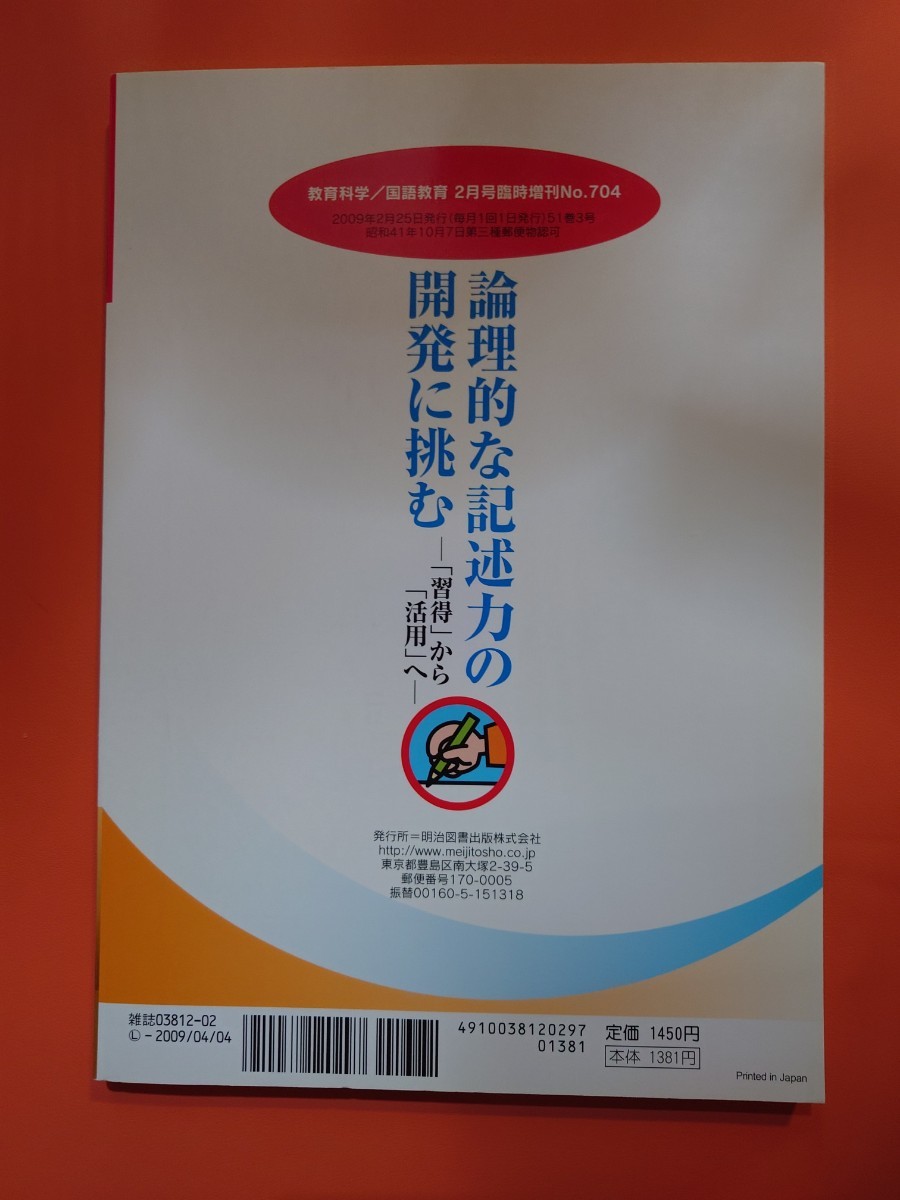 教育科学／国語教育 2月号臨時増刊No.704
2009年2月25日発行(毎月1回1日発行)51巻3号
昭和41年10月7日第三種郵便物認可
論理的な記述力の
開発に挑む
―「習得」から
「活用」へ―
発行所＝明治図書出版株式会社
http://www.meijitosho.co.jp
東京都豊島区南大塚2-39-5
郵便番号170-0005
振替00160-5-151318
雑誌03812-02
Ⓛ-2009/04/04
4910038120297
01381
定価 1450円
本体 1381円
Printed in Japan